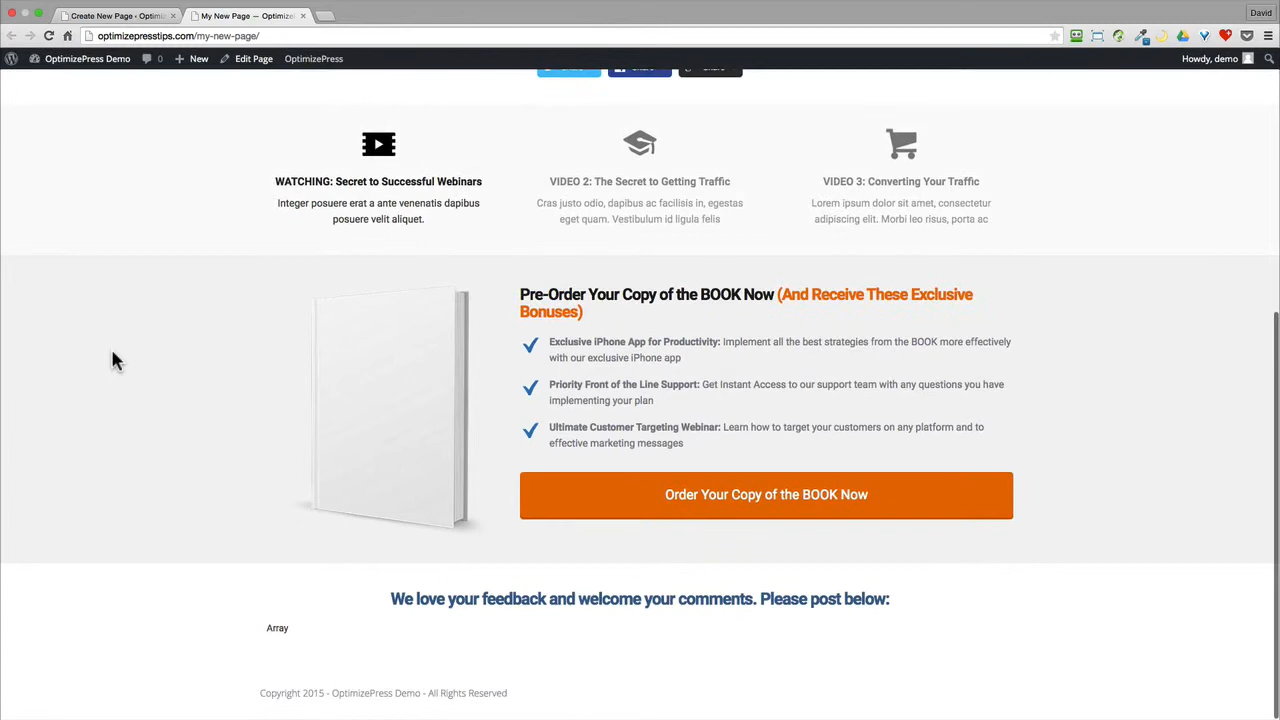 Create New Page ‹ Optimiz
My New Page — Optimize
David
optimizepresstips.com/my-new-page/
OptimizePress Demo 0 New Edit Page OptimizePress Howdy, demo
WATCHING: Secret to Successful Webinars
Integer posuere erat a ante venenatis dapibus
posuere velit aliquet.
VIDEO 2: The Secret to Getting Traffic
Cras justo odio, dapibus ac facilisis in, egestas
eget quam. Vestibulum id ligula felis
VIDEO 3: Converting Your Traffic
Lorem ipsum dolor sit amet, consectetur
adipiscing elit. Morbi leo risus, porta ac
Pre-Order Your Copy of the BOOK Now (And Receive These Exclusive
Bonuses)
Exclusive iPhone App for Productivity: Implement all the best strategies from the BOOK more effectively
with our exclusive iPhone app
Priority Front of the Line Support: Get Instant Access to our support team with any questions you have
implementing your plan
Ultimate Customer Targeting Webinar: Learn how to target your customers on any platform and to
effective marketing messages
Order Your Copy of the BOOK Now
We love your feedback and welcome your comments. Please post below:
Array
Copyright 2015 - OptimizePress Demo - All Rights Reserved